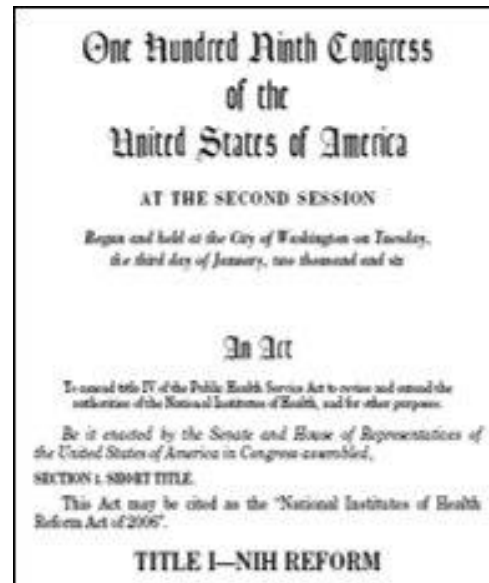 One Hundred Ninth Congress
of the
United States of America
AT THE SECOND SESSION
Begun and held at the City of Washington on Tuesday,
the third day of January, two thousand and six
An Act
To amend title IV of the Public Health Service Act to revise and extend the
authorities of the National Institutes of Health, and for other purposes.
Be it enacted by the Senate and House of Representatives of
the United States of America in Congress assembled,
SECTION 1. SHORT TITLE.
This Act may be cited as the "National Institutes of Health
Reform Act of 2006".
TITLE I—NIH REFORM